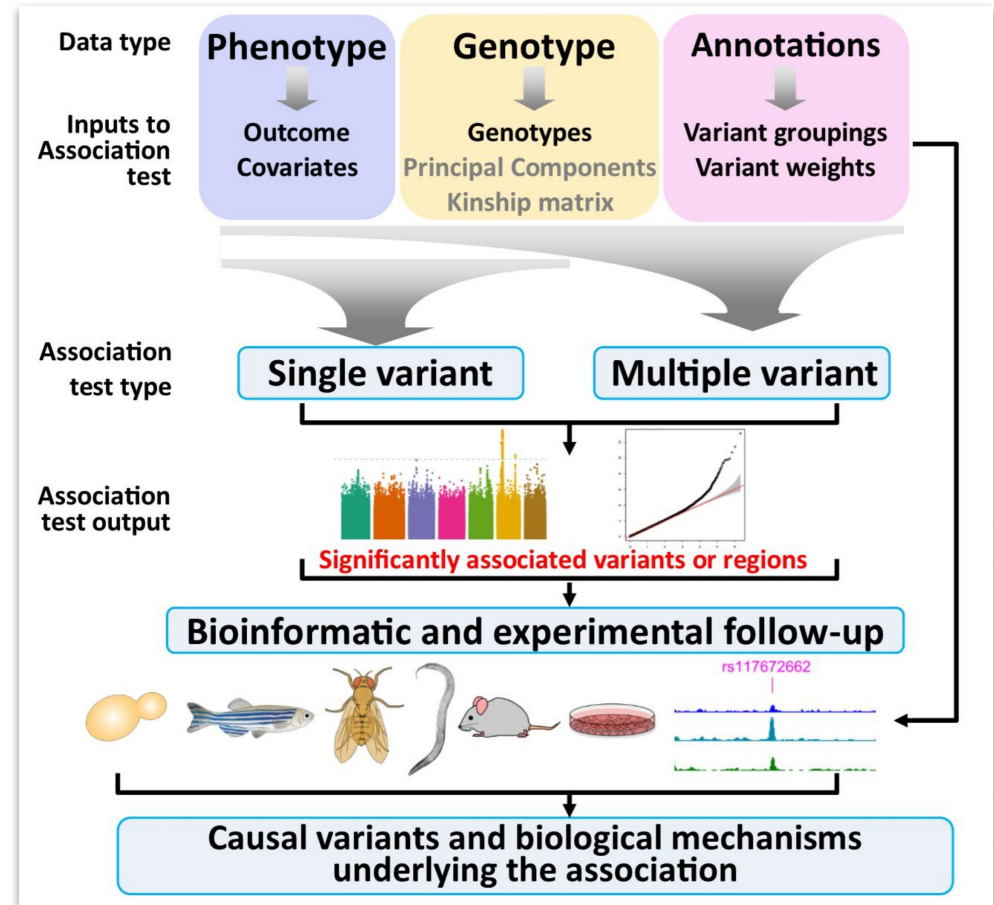 Data type
Phenotype
Genotype
Annotations
Inputs to
Association
test
Outcome
Covariates
Genotypes
Principal Components
Kinship matrix
Variant groupings
Variant weights
Association
test type
Single variant
Multiple variant
Association
test output
Significantly associated variants or regions
Bioinformatic and experimental follow-up
rs117672662
Causal variants and biological mechanisms
underlying the association